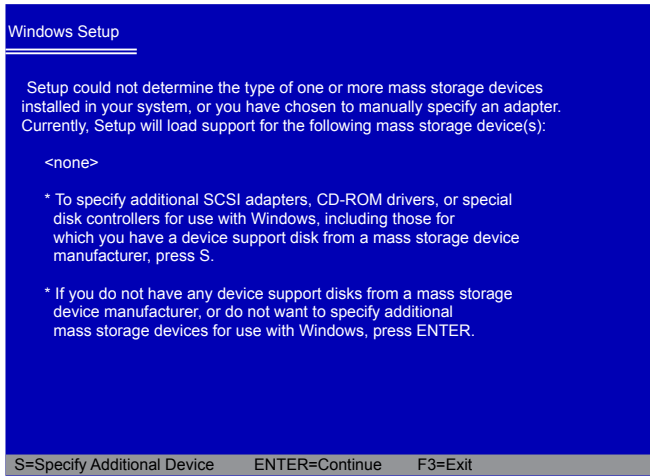 Windows Setup
Setup could not determine the type of one or more mass storage devices
installed in your system, or you have chosen to manually specify an adapter.
Currently, Setup will load support for the following mass storage device(s):
<none>
* To specify additional SCSI adapters, CD-ROM drivers, or special
disk controllers for use with Windows, including those for
which you have a device support disk from a mass storage device
manufacturer, press S.
* If you do not have any device support disks from a mass storage
device manufacturer, or do not want to specify additional
mass storage devices for use with Windows, press ENTER.
S=Specify Additional Device ENTER=Continue F3=Exit